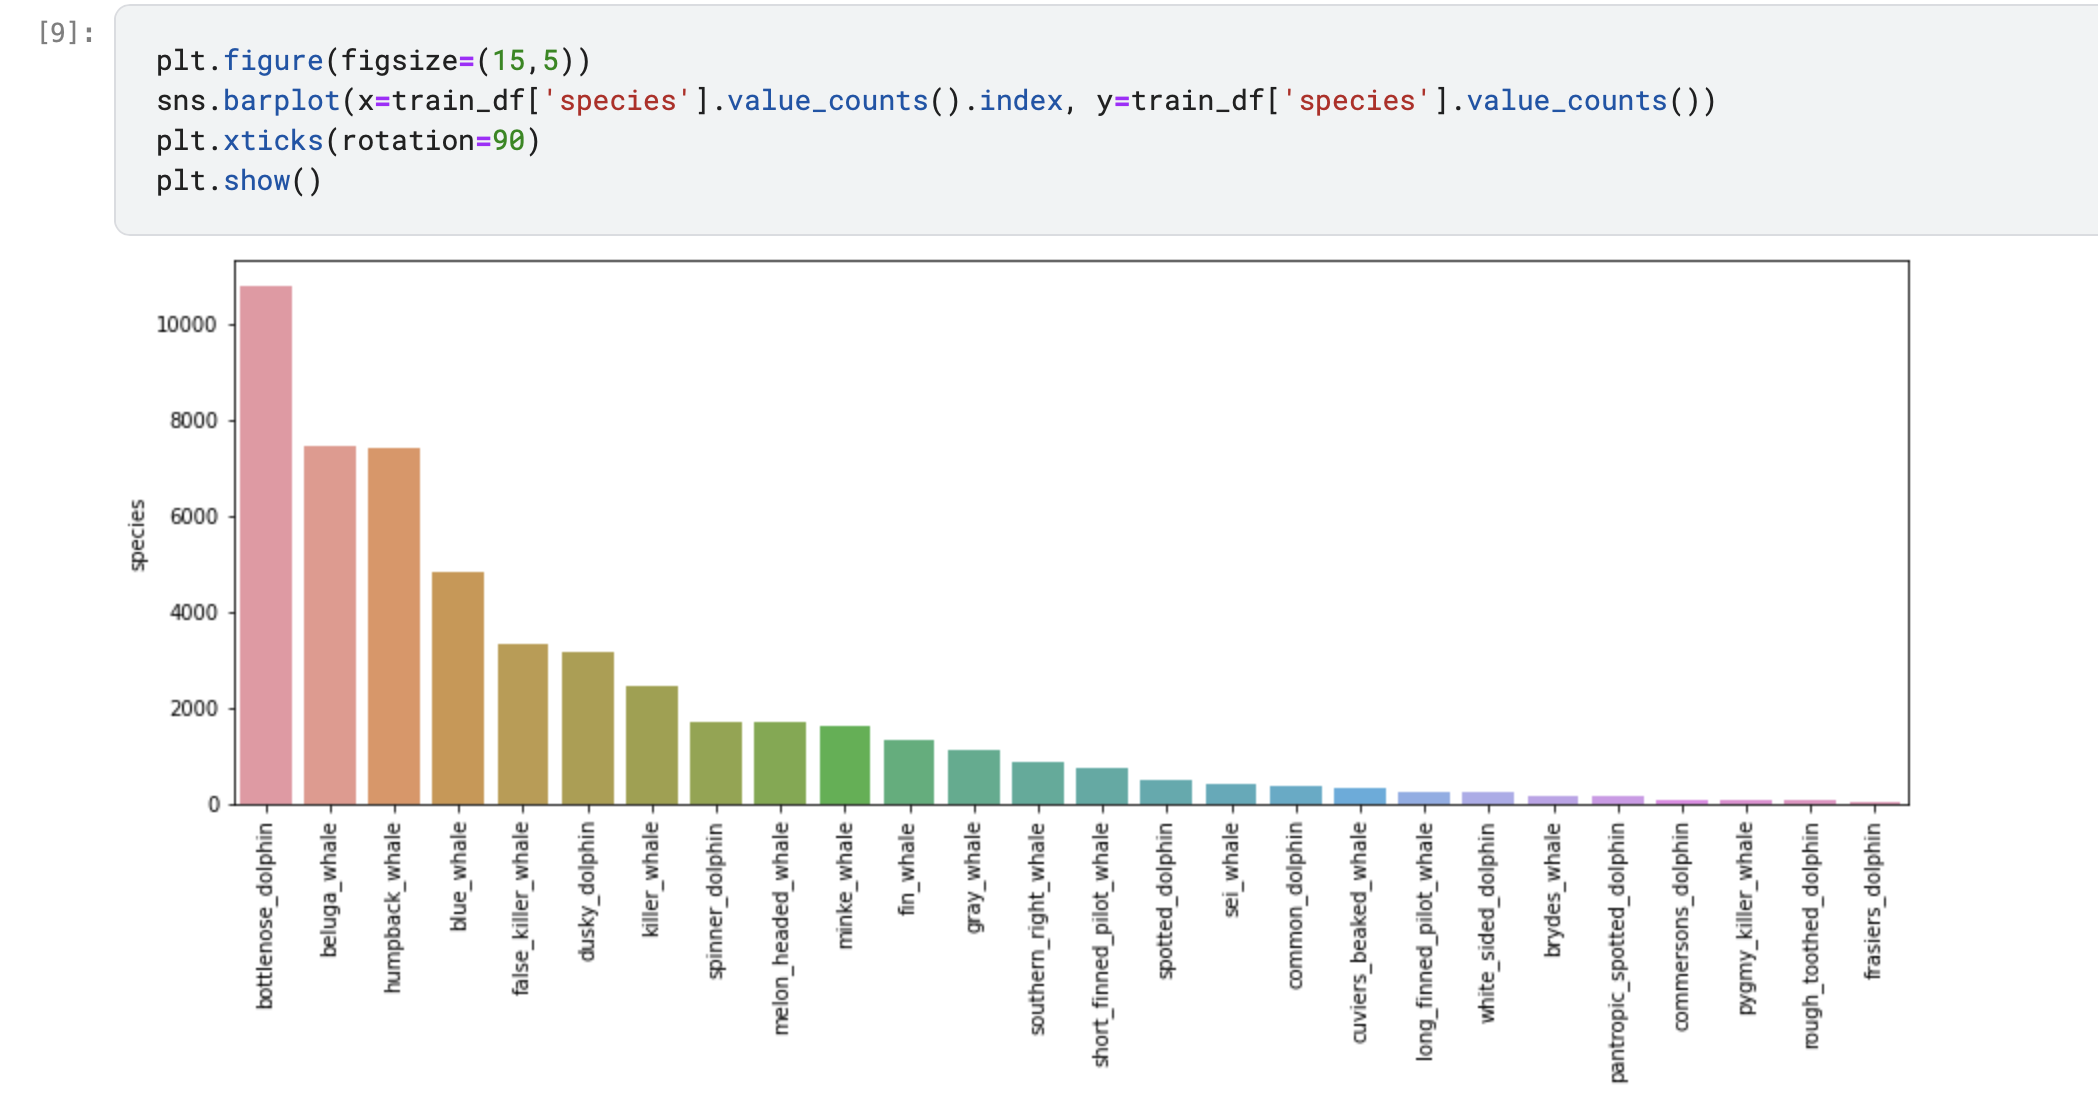 [9]:
plt.figure(figsize=(15,5))
sns.barplot(x=train_df['species'].value_counts().index, y=train_df['species'].value_counts())
plt.xticks(rotation=90)
plt.show()
10000
8000
6000
4000
2000
0
species
bottlenose_dolphin
beluga_whale
humpback_whale
blue_whale
false_killer_whale
dusky_dolphin
killer_whale
spinner_dolphin
melon_headed_whale
minke_whale
fin_whale
gray_whale
southern_right_whale
short_finned_pilot_whale
spotted_dolphin
sei_whale
common_dolphin
cuviers_beaked_whale
long_finned_pilot_whale
white_sided_dolphin
brydes_whale
pantropic_spotted_dolphin
commersons_dolphin
pygmy_killer_whale
rough_toothed_dolphin
frasiers_dolphin